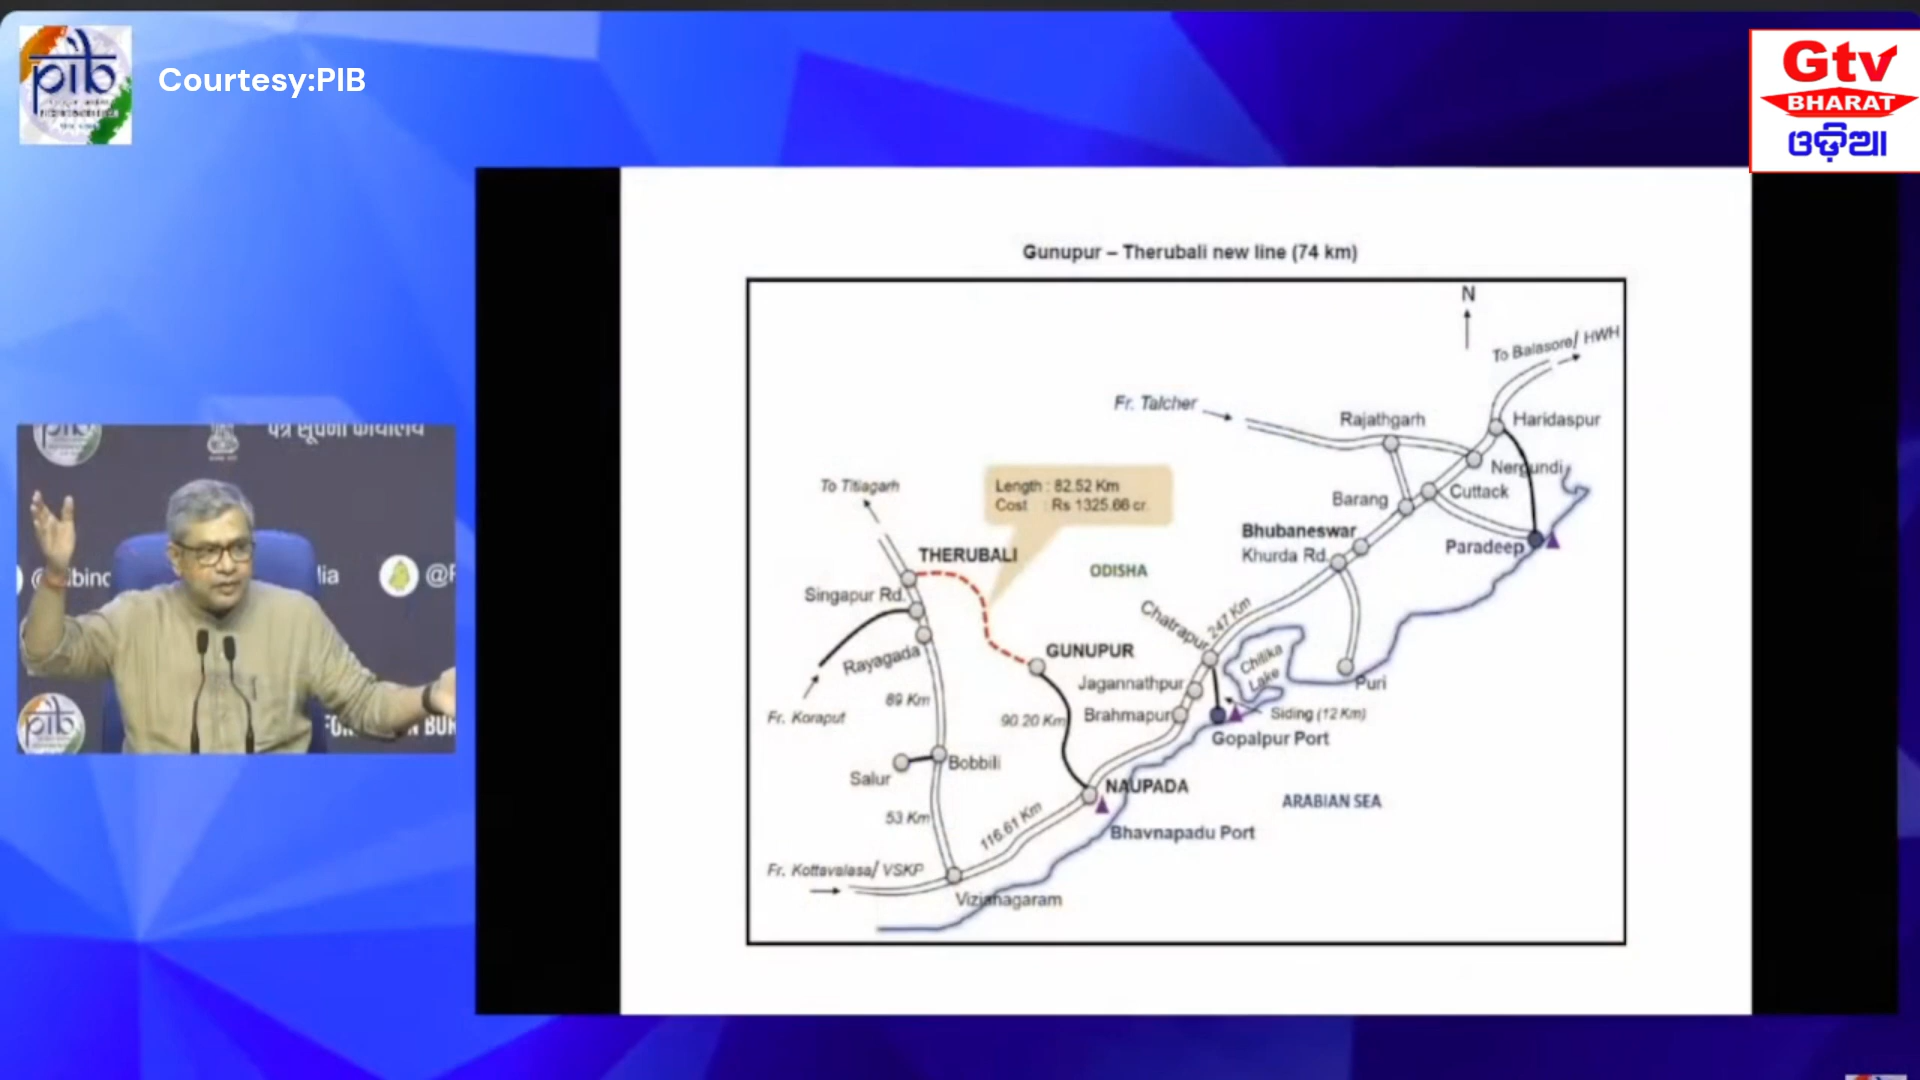 pib
Courtesy:PIB
Gtv
BHARAT
ଓଡ଼ିଆ
Gunupur – Therubali new line (74 km)
N
To Balasore/ HWH
Fr. Talcher
Rajathgarh
Haridaspur
Nergundi
To Titlagarh
Length : 82.52 Km
Cost : Rs 1325.66 cr.
Barang
Cuttack
Bhubaneswar
Paradeep
THERUBALI
Khurda Rd.
ODISHA
Singapur Rd.
Chatrapur
247 Km
Rayagada
GUNUPUR
Chilika
Lake
Jagannathpur
Puri
89 Km
Fr. Koraput
90.20 Km
Brahmapur
Siding (12 Km)
Gopalpur Port
Bobbili
Salur
NAUPADA
ARABIAN SEA
53 Km
116.61 Km
Bhavnapadu Port
Fr. Kottavalasa/ VSKP
Vizianagaram
पत्र सूचना कार्यालय
pib